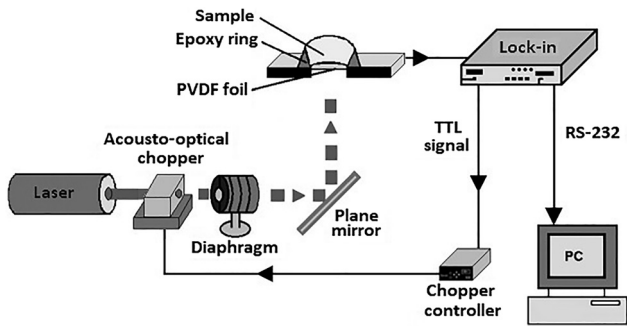 Sample
Epoxy ring
PVDF foil
Lock-in
TTL
signal
RS-232
Acousto-optical
chopper
Laser
Diaphragm
Plane
mirror
Chopper
controller
PC